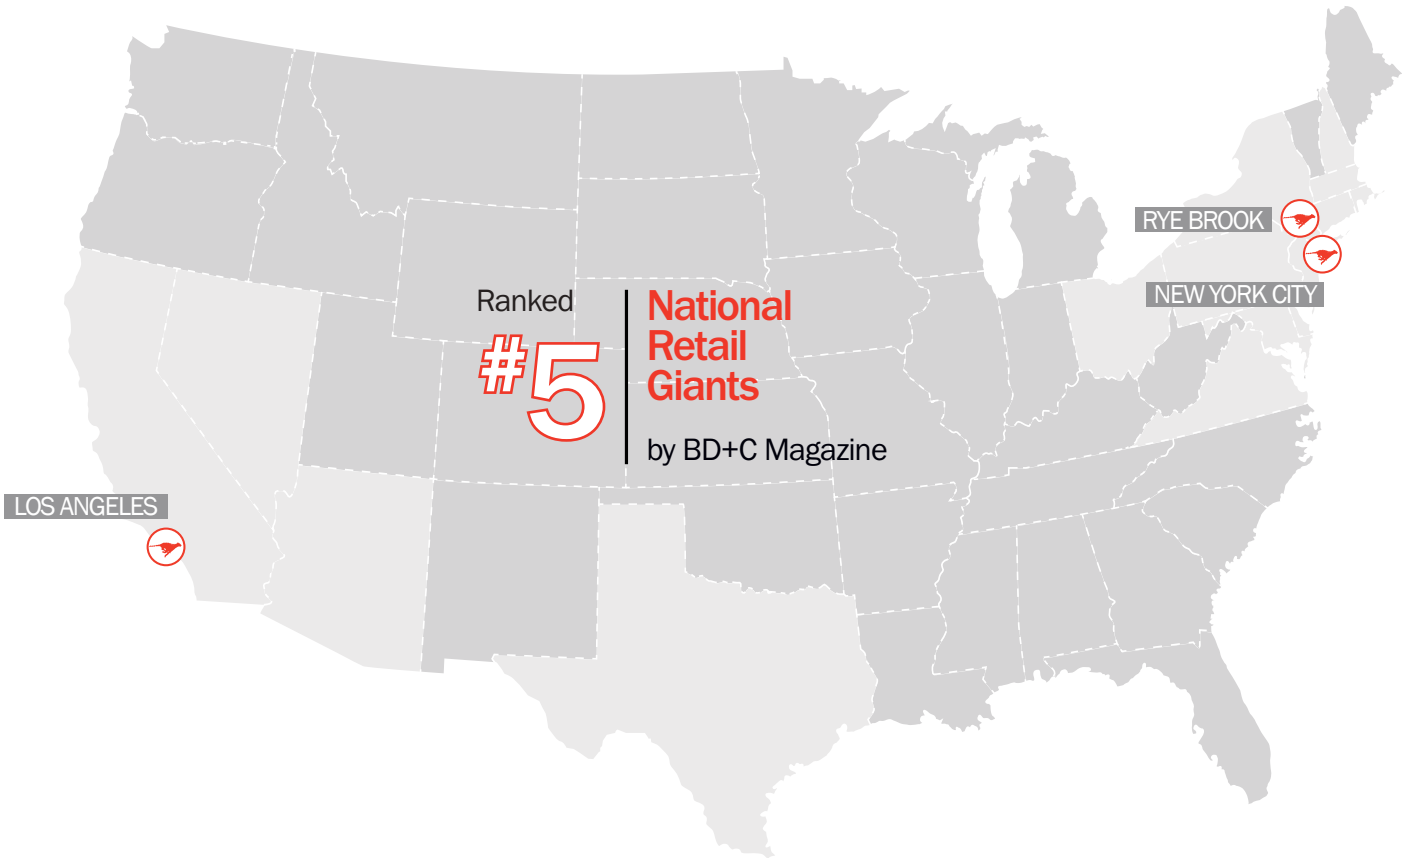 RYE BROOK
NEW YORK CITY
Ranked
#5
National
Retail
Giants
by BD+C Magazine
LOS ANGELES